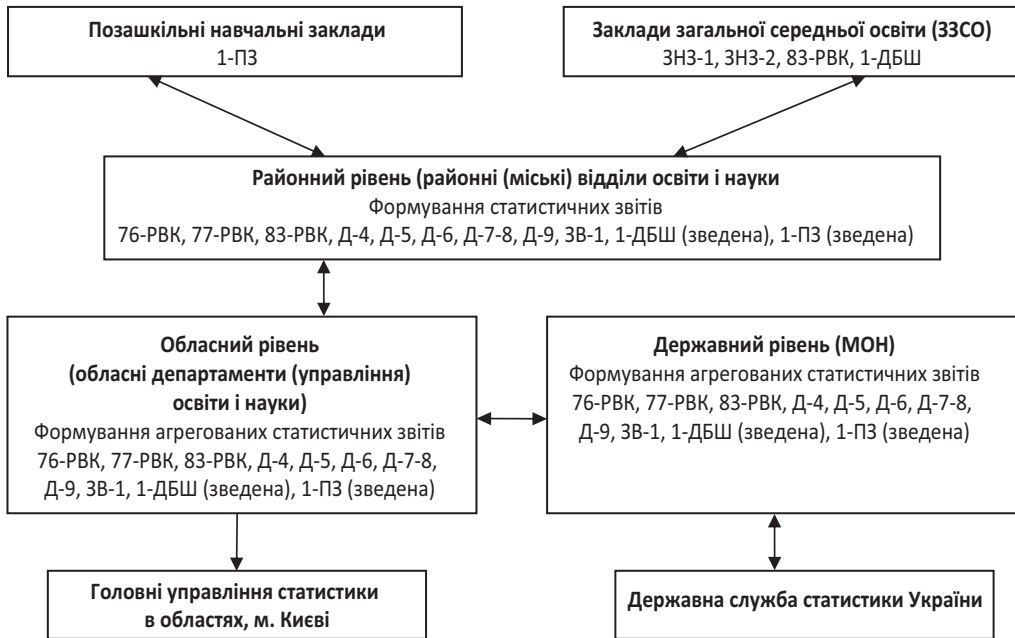 Позашкільні навчальні заклади
1-ПЗ
Заклади загальної середньої освіти (ЗЗСО)
ЗНЗ-1, ЗНЗ-2, 83-РВК, 1-ДБШ
Районний рівень (районні (міські) відділи освіти і науки
Формування статистичних звітів
76-РВК, 77-РВК, 83-РВК, Д-4, Д-5, Д-6, Д-7-8, Д-9, ЗВ-1, 1-ДБШ (зведена), 1-ПЗ (зведена)
Обласний рівень
(обласні департаменти (управління)
освіти і науки)
Формування агрегованих статистичних звітів
76-РВК, 77-РВК, 83-РВК, Д-4, Д-5, Д-6, Д-7-8,
Д-9, ЗВ-1, 1-ДБШ (зведена), 1-ПЗ (зведена)
Державний рівень (МОН)
Формування агрегованих статистичних звітів
76-РВК, 77-РВК, 83-РВК, Д-4, Д-5, Д-6, Д-7-8,
Д-9, ЗВ-1, 1-ДБШ (зведена), 1-ПЗ (зведена)
Головні управління статистики
в областях, м. Києві
Державна служба статистики України